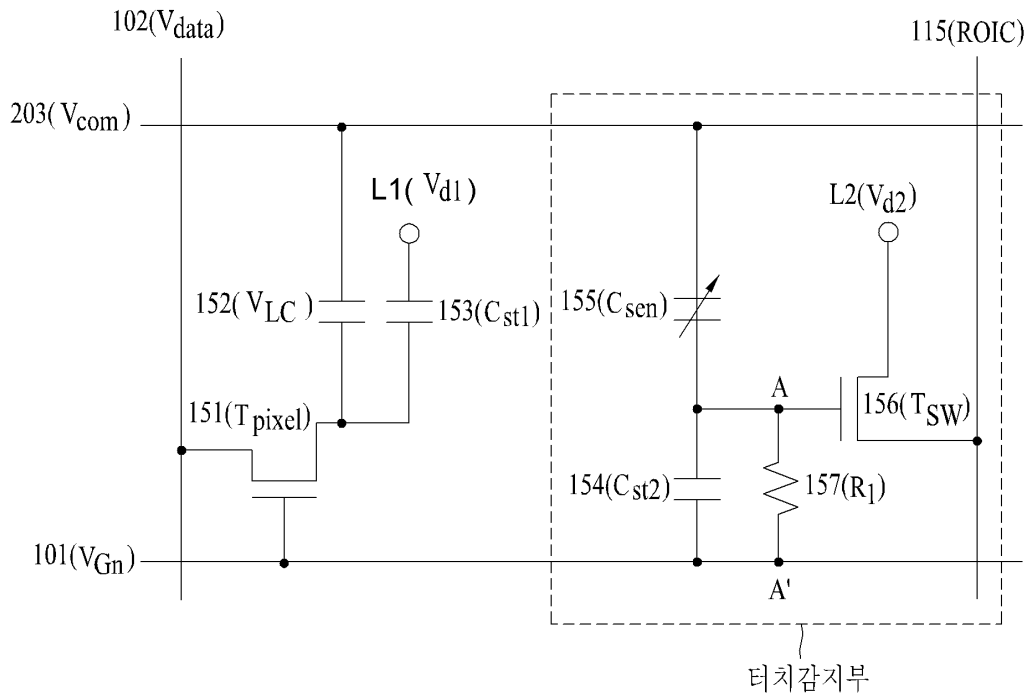 102(Vdata)
115(ROIC)
203(Vcom)
L1( Vd1)
L2(Vd2)
152( VLC )
153(Cst1)
155(Csen)
A
156(TSW)
151(Tpixel)
154(Cst2)
157(R1)
101(VGn)
A'
터치감지부